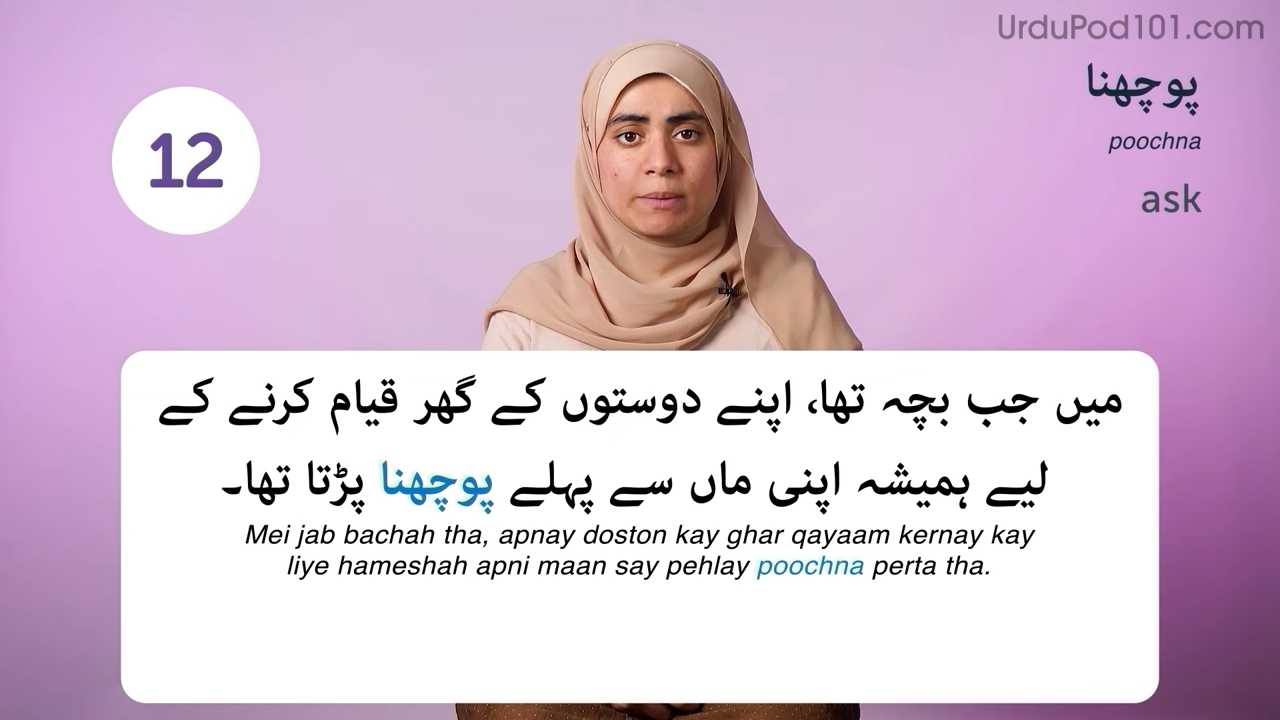 UrduPod101.com
12
پوچھنا
poochna
ask
میں جب بچہ تھا، اپنے دوستوں کے گھر قیام کرنے کے
لیے ہمیشہ اپنی ماں سے پہلے پوچھنا پڑتا تھا۔
Mei jab bachah tha, apnay doston kay ghar qayaam kernay kay
liye hameshah apni maan say pehlay poochna perta tha.